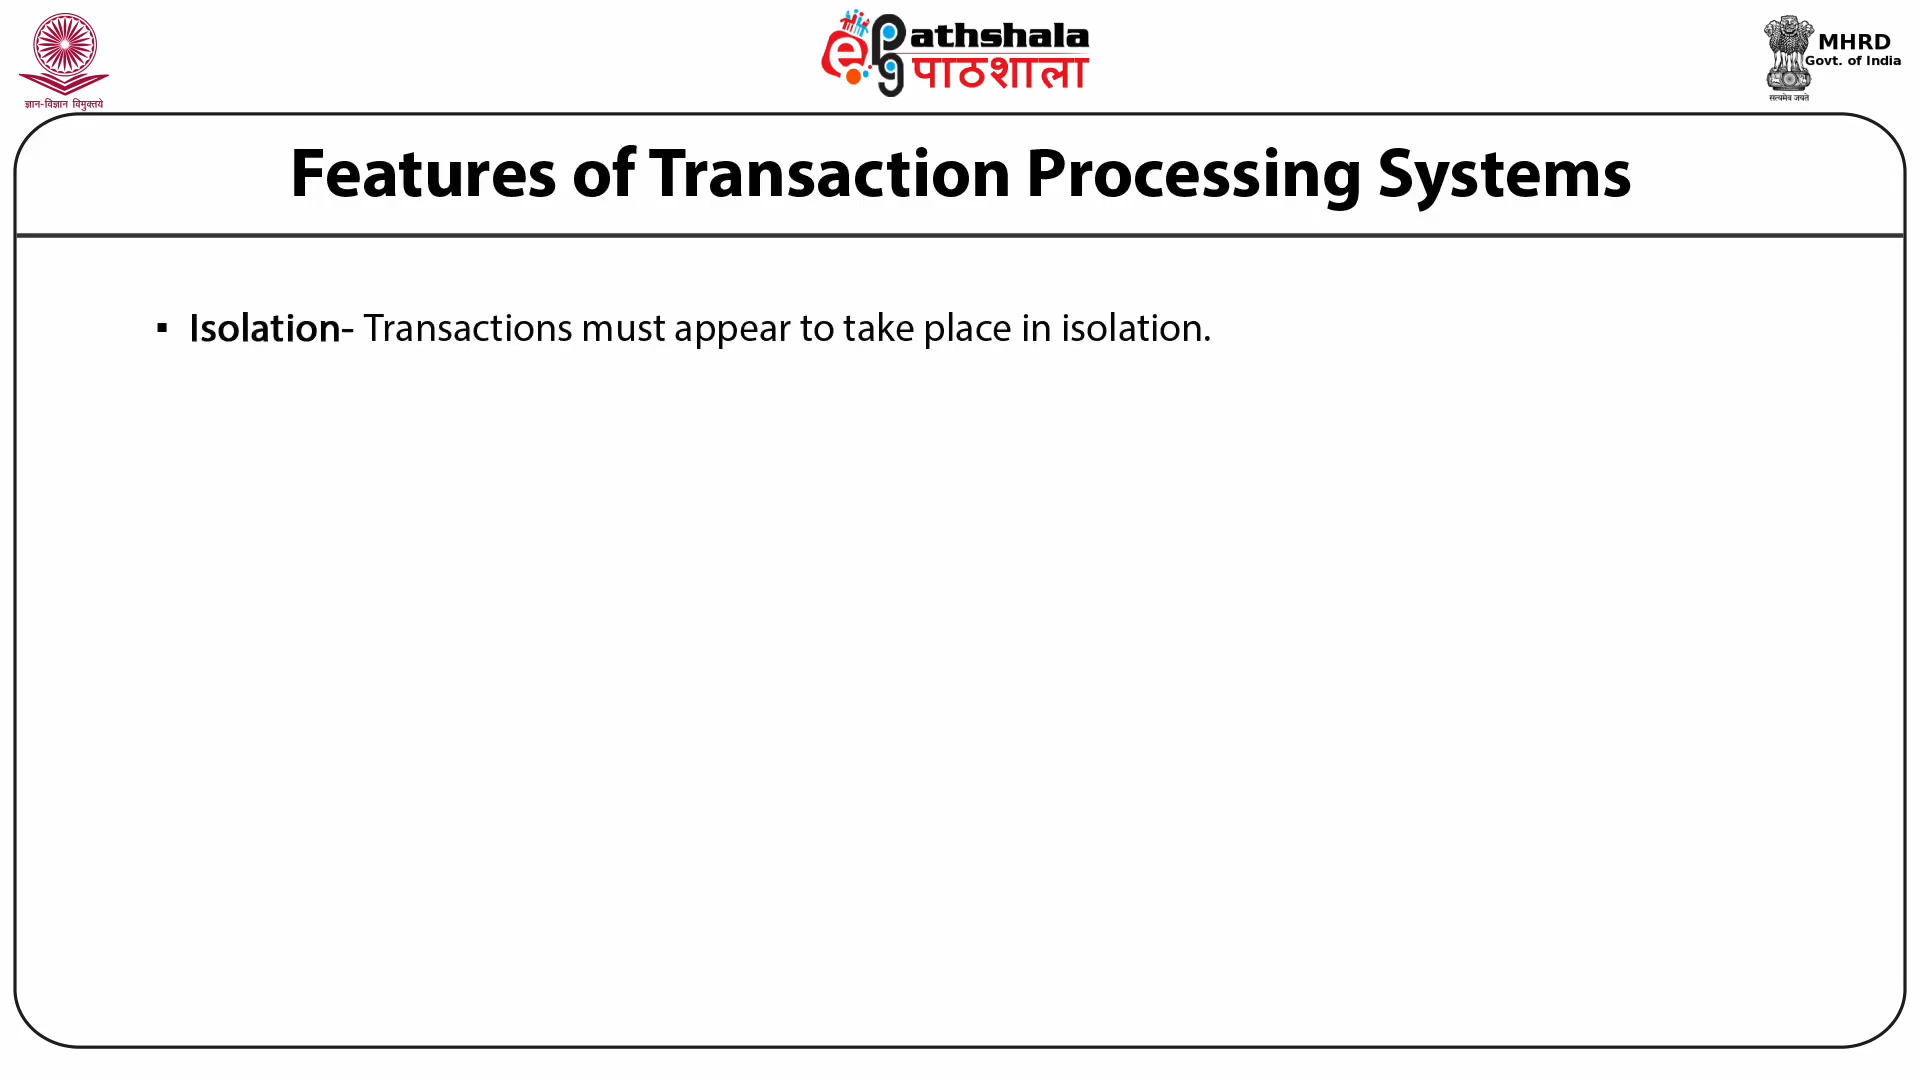 ज्ञान-विज्ञान विमुक्तये
e Pathshala
पाठशाला
MHRD
Govt. of India
सत्यमेव जयते
Features of Transaction Processing Systems
▪ Isolation- Transactions must appear to take place in isolation.